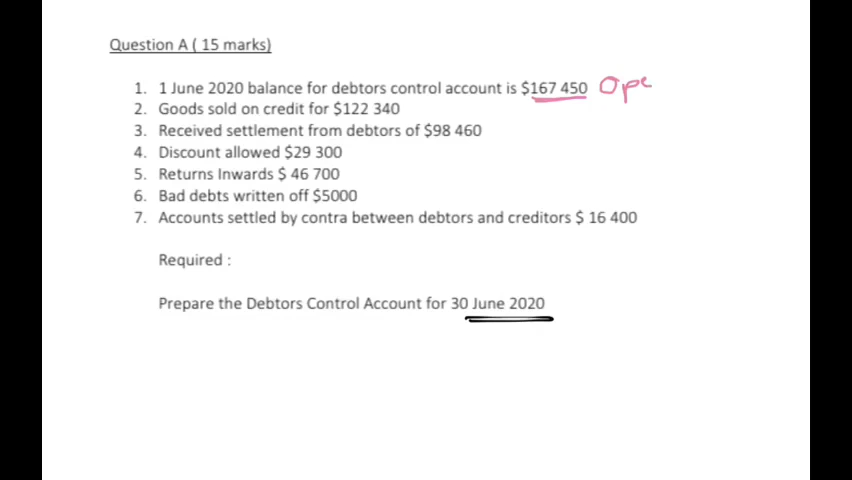 Question A ( 15 marks)
1. 1 June 2020 balance for debtors control account is $167 450 Ope
2. Goods sold on credit for $122 340
3. Received settlement from debtors of $98 460
4. Discount allowed $29 300
5. Returns Inwards $ 46 700
6. Bad debts written off $5000
7. Accounts settled by contra between debtors and creditors $ 16 400
Required :
Prepare the Debtors Control Account for 30 June 2020